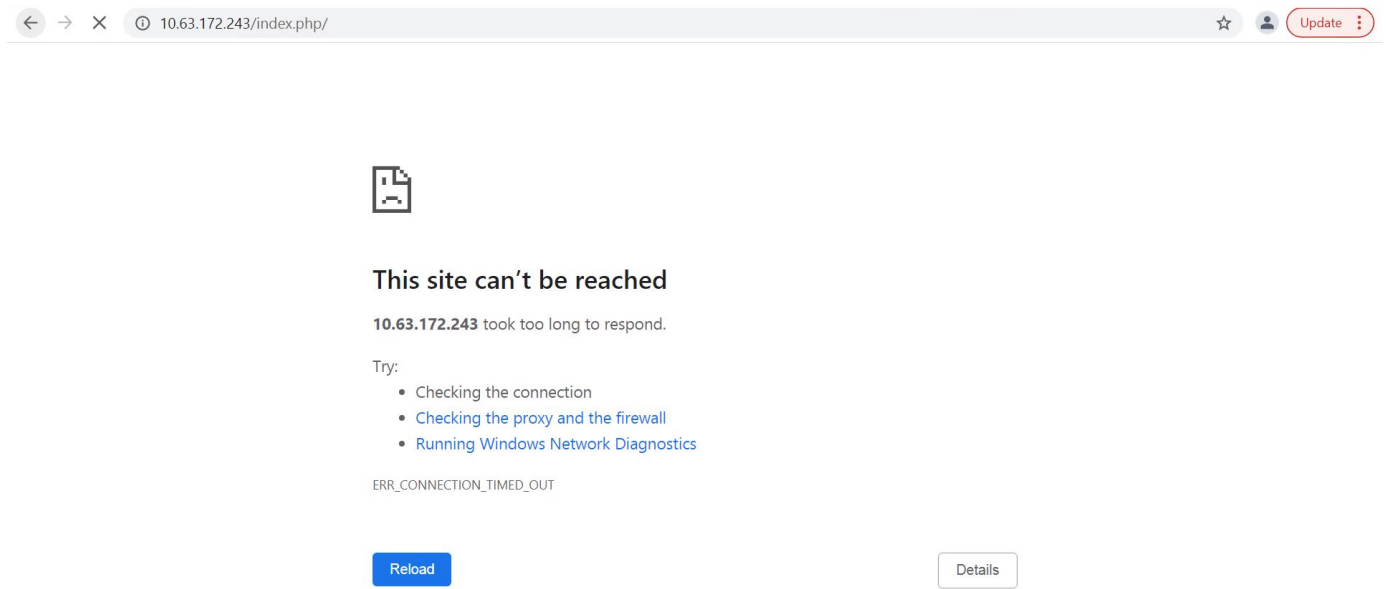 10.63.172.243/index.php/
Update
This site can’t be reached
10.63.172.243 took too long to respond.
Try:
• Checking the connection
• Checking the proxy and the firewall
• Running Windows Network Diagnostics
ERR_CONNECTION_TIMED_OUT
Reload
Details